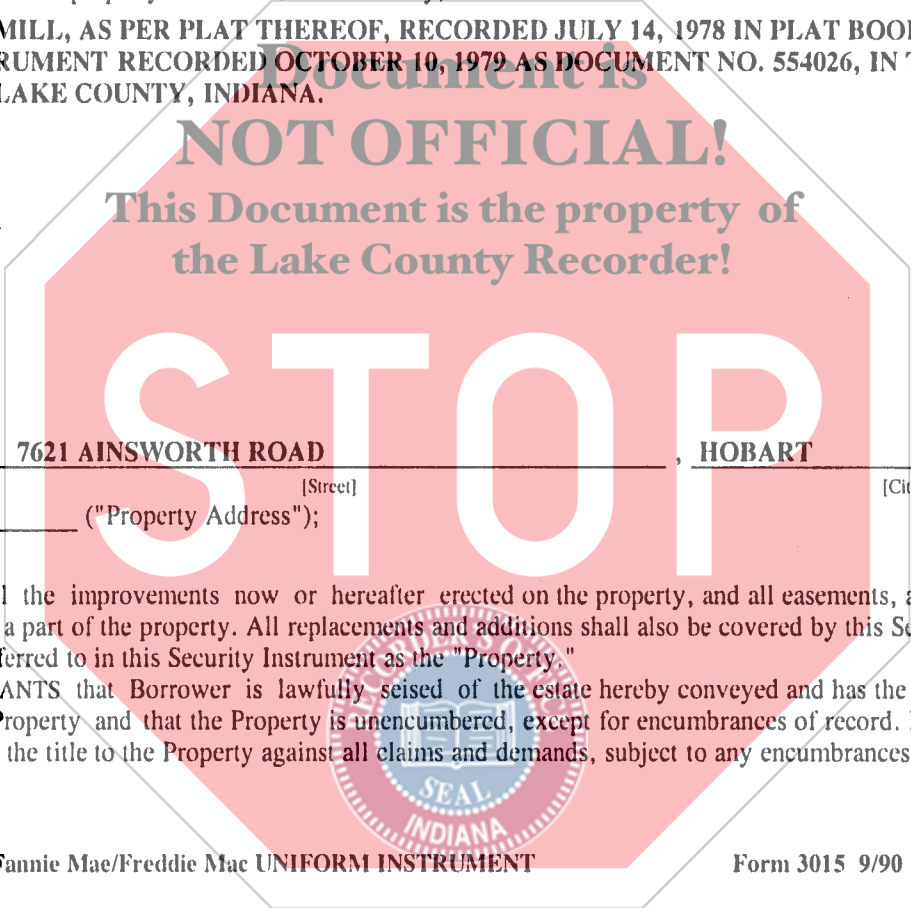 MILL, AS PER PLAT THEREOF, RECORDED JULY 14, 1978 IN PLAT BOO
RUMENT RECORDED OCTOBER 10, 1979 AS DOCUMENT NO. 554026, IN
LAKE COUNTY, INDIANA.
Document is
NOT OFFICIAL!
This Document is the property of
the Lake County Recorder!
STOP
7621 AINSWORTH ROAD , HOBART
[Street] [Cit
("Property Address");
the improvements now or hereafter erected on the property, and all easements,
a part of the property. All replacements and additions shall also be covered by this Se
ferred to in this Security Instrument as the "Property."
ANTS that Borrower is lawfully seised of the estate hereby conveyed and has the
Property and that the Property is unencumbered, except for encumbrances of record.
the title to the Property against all claims and demands, subject to any encumbrances
SEAL
INDIANA
Fannie Mae/Freddie Mac UNIFORM INSTRUMENT Form 3015 9/90